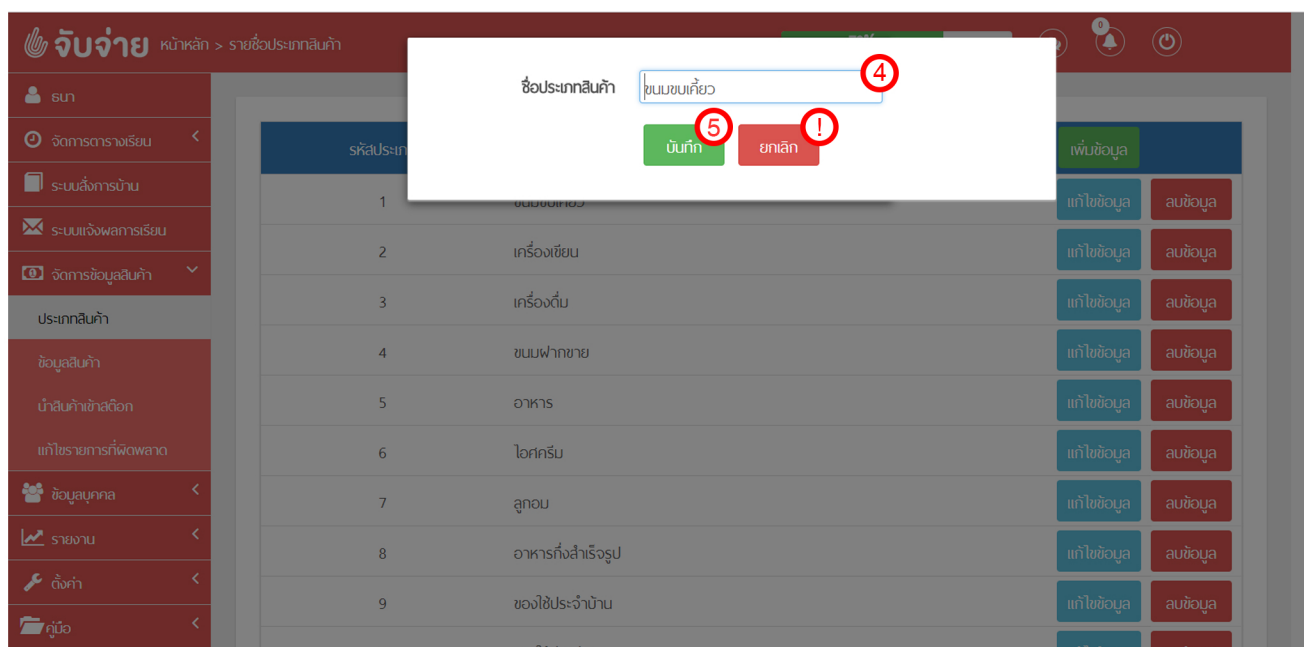 จับจ่าย หน้าหลัก > รายชื่อประเภทสินค้า
0
ชื่อประเภทสินค้า ขนมขบเคี้ยว 4
บันทึก 5 ยกเลิก !
ธนา
จัดการตารางเรียน
ระบบสั่งการบ้าน
ระบบแจ้งผลการเรียน
จัดการข้อมูลสินค้า
ประเภทสินค้า
ข้อมูลสินค้า
นำสินค้าเข้าสต๊อก
แก้ไขรายการที่ผิดพลาด
ข้อมูลบุคคล
รายงาน
ตั้งค่า
คู่มือ
รหัสประเภ เพิ่มข้อมูล
1 ขนมขบเคี้ยว แก้ไขข้อมูล ลบข้อมูล
2 เครื่องเขียน แก้ไขข้อมูล ลบข้อมูล
3 เครื่องดื่ม แก้ไขข้อมูล ลบข้อมูล
4 ขนมฝากขาย แก้ไขข้อมูล ลบข้อมูล
5 อาหาร แก้ไขข้อมูล ลบข้อมูล
6 ไอศครีม แก้ไขข้อมูล ลบข้อมูล
7 ลูกอม แก้ไขข้อมูล ลบข้อมูล
8 อาหารกึ่งสำเร็จรูป แก้ไขข้อมูล ลบข้อมูล
9 ของใช้ประจำบ้าน แก้ไขข้อมูล ลบข้อมูล